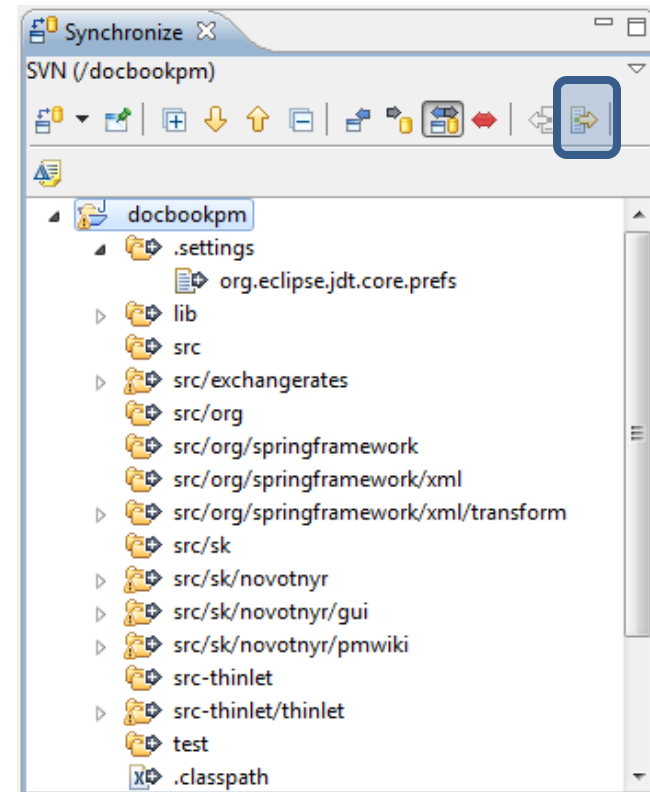 Synchronize
SVN (/docbookpm)
docbookpm
.settings
org.eclipse.jdt.core.prefs
lib
src
src/exchangerates
src/org
src/org/springframework
src/org/springframework/xml
src/org/springframework/xml/transform
src/sk
src/sk/novotnyr
src/sk/novotnyr/gui
src/sk/novotnyr/pmwiki
src-thinlet
src-thinlet/thinlet
test
.classpath